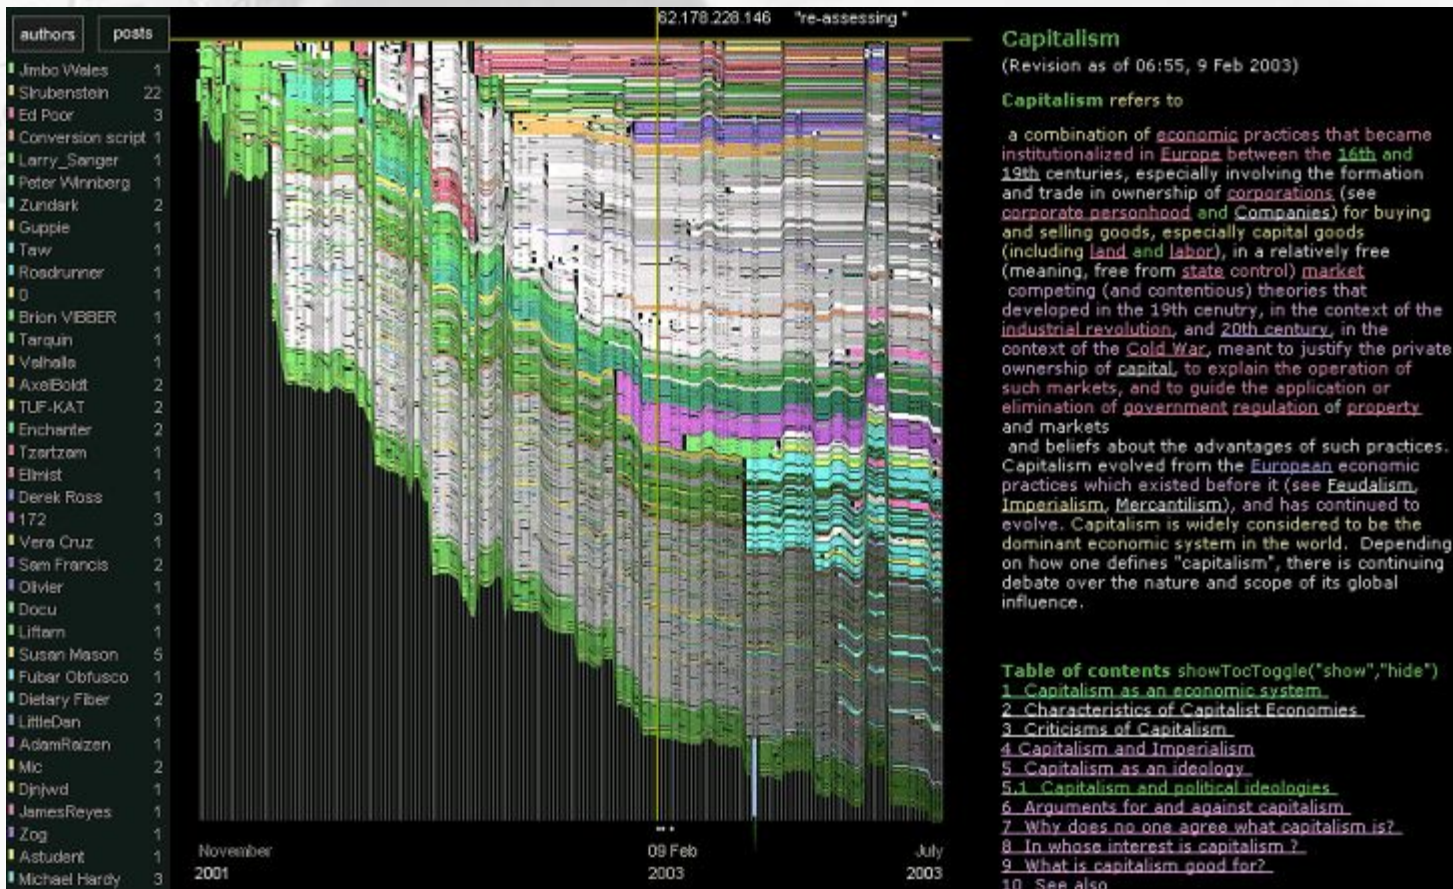 authors posts
Jimbo Wales 1
Slrubenstein 22
Ed Poor 3
Conversion script 1
Larry_Sanger 1
Peter Winnberg 1
Zundark 2
Guppie 1
Taw 1
Roadrunner 1
0 1
Brion VIBBER 1
Tarquin 1
Valhalla 1
AxelBoldt 2
TUF-KAT 2
Enchanter 2
Tzartzam 1
Ellmist 1
Derek Ross 1
172 3
Vera Cruz 1
Sam Francis 2
Olivier 1
Docu 1
Liftarn 1
Susan Mason 5
Fubar Obfusco 1
Dietary Fiber 2
LittleDan 1
AdamRaizen 1
Mic 2
Djnjwd 1
JamesReyes 1
Zog 1
Astudent 1
Michael Hardy 3
62.178.228.146 "re-assessing "
November
2001
09 Feb
2003
July
2003
Capitalism
(Revision as of 06:55, 9 Feb 2003)
Capitalism refers to
a combination of economic practices that became
institutionalized in Europe between the 16th and
19th centuries, especially involving the formation
and trade in ownership of corporations (see
corporate personhood and Companies) for buying
and selling goods, especially capital goods
(including land and labor), in a relatively free
(meaning, free from state control) market
competing (and contentious) theories that
developed in the 19th cenutry, in the context of the
industrial revolution, and 20th century, in the
context of the Cold War, meant to justify the private
ownership of capital, to explain the operation of
such markets, and to guide the application or
elimination of government regulation of property
and markets
and beliefs about the advantages of such practices.
Capitalism evolved from the European economic
practices which existed before it (see Feudalism,
Imperialism, Mercantilism), and has continued to
evolve. Capitalism is widely considered to be the
dominant economic system in the world. Depending
on how one defines "capitalism", there is continuing
debate over the nature and scope of its global
influence.
Table of contents showTocToggle("show","hide")
1 Capitalism as an economic system
2 Characteristics of Capitalist Economies
3 Criticisms of Capitalism
4 Capitalism and Imperialism
5 Capitalism as an ideology
5.1 Capitalism and political ideologies
6 Arguments for and against capitalism
7 Why does no one agree what capitalism is?
8 In whose interest is capitalism ?
9 What is capitalism good for?
10 See also